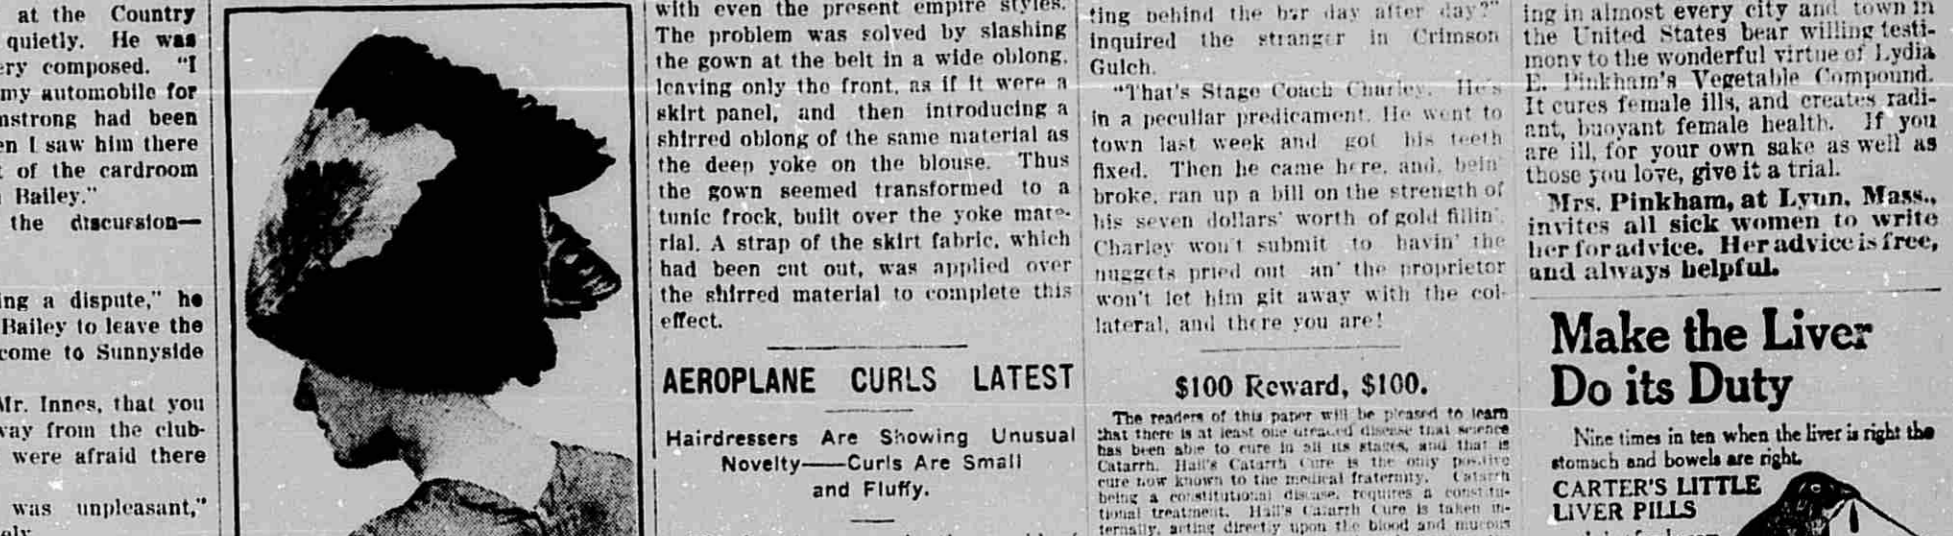 at the Country
quietly. He was
ery composed. "I
my automobile for
mstrong had been
en I saw him there
of the cardroom
Bailey."
the discursion—
ing a dispute," he
Bailey to leave the
come to Sunnyside
Mr. Innes, that you
way from the club-
were afraid there
was unpleasant,"
with even the present empire styles.
The problem was solved by slashing
the gown at the belt in a wide oblong,
leaving only the front, as if it were a
skirt panel, and then introducing a
shirred oblong of the same material as
the deep yoke on the blouse. Thus
the gown seemed transformed to a
tunic frock, built over the yoke mate-
rial. A strap of the skirt fabric, which
had been cut out, was applied over
the shirred material to complete this
effect.
AEROPLANE CURLS LATEST
Hairdressers Are Showing Unusual
Novelty—Curls Are Small
and Fluffy.
ting behind the bar day after day?"
inquired the stranger in Crimson
Gulch.
"That's Stage Coach Charley. He's
in a peculiar predicament. He went to
town last week and got his teeth
fixed. Then he came here, and, bein'
broke, ran up a bill on the strength of
his seven dollars' worth of gold fillin'.
Charley won't submit to havin' the
nuggets pried out an' the proprietor
won't let him git away with the col-
lateral, and there you are!
$100 Reward, $100.
The readers of this paper will be pleased to learn
that there is at least one dreaded disease that science
has been able to cure in all its stages, and that is
Catarrh. Hall's Catarrh Cure is the only positive
cure now known to the medical fraternity. Catarrh
being a constitutional disease, requires a constitu-
tional treatment. Hall's Catarrh Cure is taken in-
ternally, acting directly upon the blood and mucous
ing in almost every city and town in
the United States bear willing testi-
mony to the wonderful virtue of Lydia
E. Pinkham's Vegetable Compound.
It cures female ills, and creates radi-
ant, buoyant female health. If you
are ill, for your own sake as well as
those you love, give it a trial.
Mrs. Pinkham, at Lynn, Mass.,
invites all sick women to write
her for advice. Her advice is free,
and always helpful.
Make the Liver
Do its Duty
Nine times in ten when the liver is right the
stomach and bowels are right.
CARTER'S LITTLE
LIVER PILLS